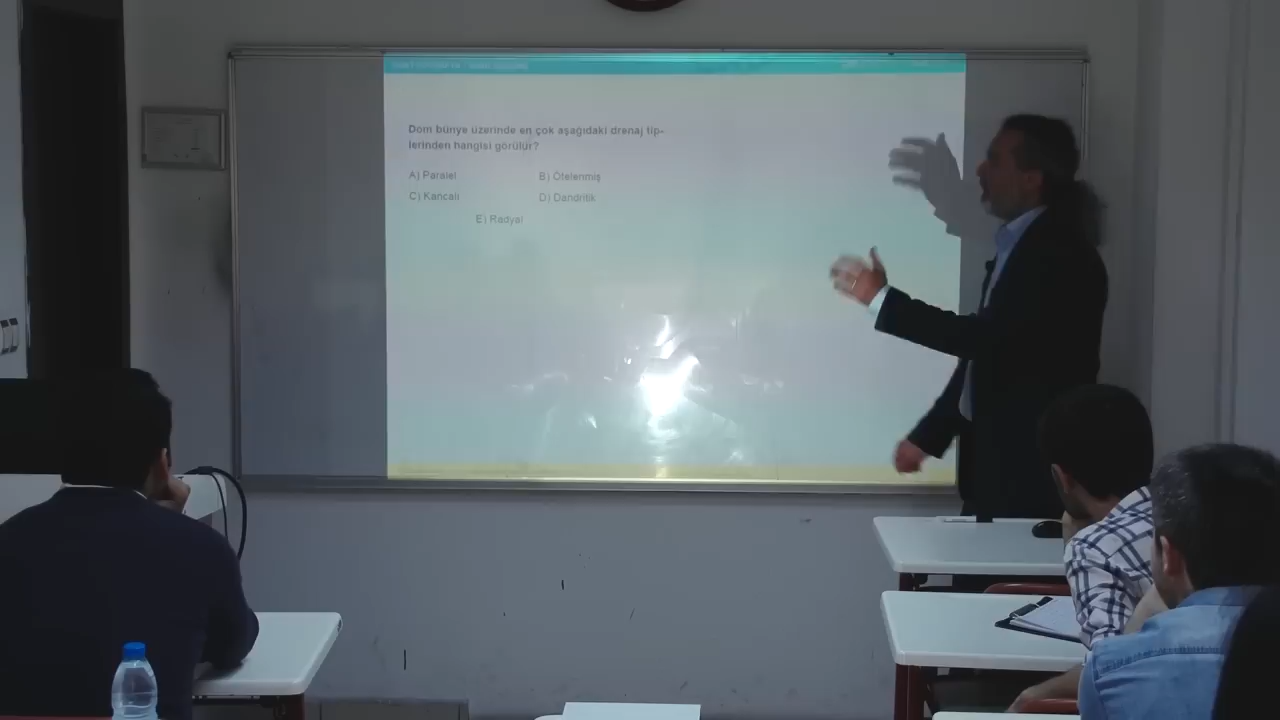 Dom bünye üzerinde en çok aşağıdaki drenaj tip-
lerinden hangisi görülür?
A) Paralel B) Ötelenmiş
C) Kancalı D) Dandritik
E) Radyal